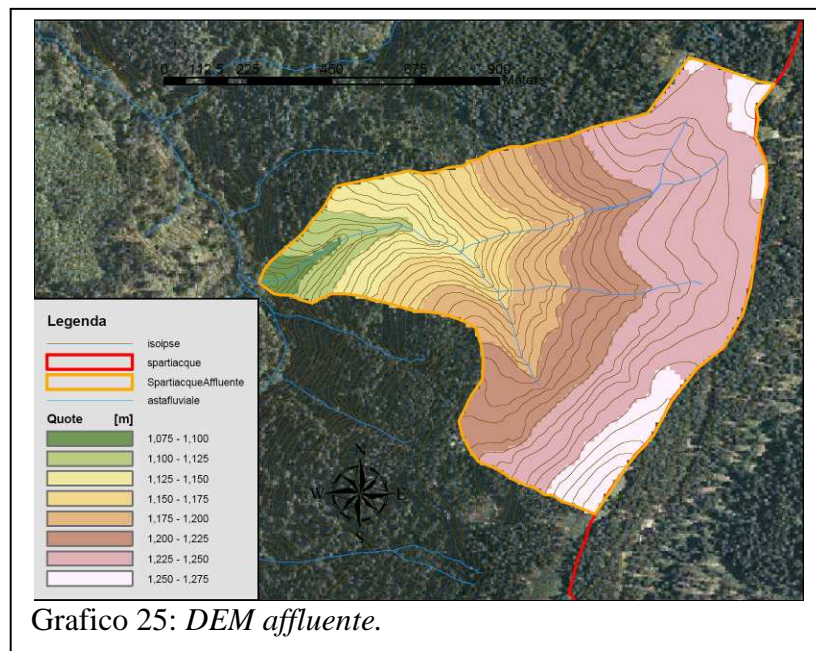 0 112,5 225 450 675 900
Meters
Legenda
isoipse
spartiacque
SpartiacqueAffluente
astafluviale
Quote [m]
1,075 - 1,100
1,100 - 1,125
1,125 - 1,150
1,150 - 1,175
1,175 - 1,200
1,200 - 1,225
1,225 - 1,250
1,250 - 1,275
N
W E
S
Grafico 25: DEM affluente.